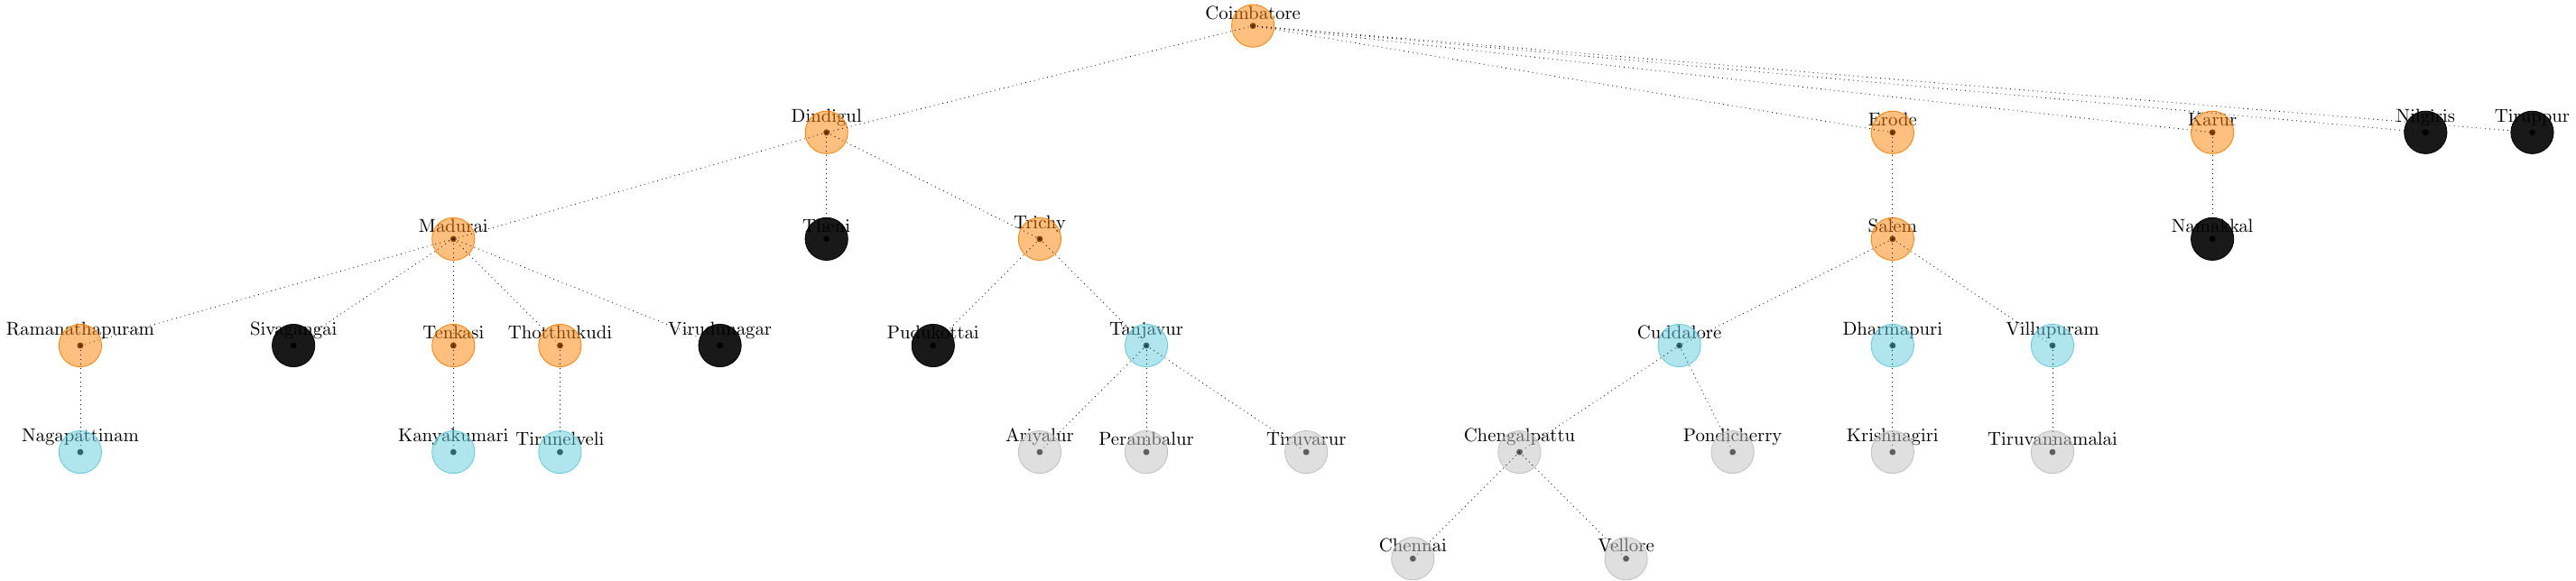 Coimbatore
Dindigul
Erode
Karur
Nilgiris
Tiruppur
Madurai
Theni
Trichy
Salem
Namakkal
Ramanathapuram
Sivagangai
Tenkasi
Thotthukudi
Virudunagar
Pudukottai
Tanjavur
Cuddalore
Dharmapuri
Villupuram
Nagapattinam
Kanyakumari
Tirunelveli
Ariyalur
Perambalur
Tiruvarur
Chengalpattu
Pondicherry
Krishnagiri
Tiruvannamalai
Chennai
Vellore